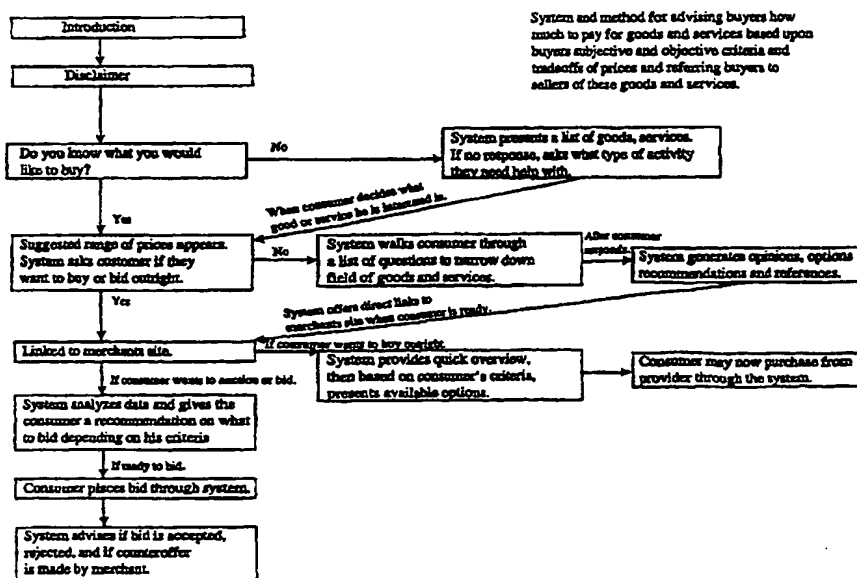 Introduction
System and method for advising buyers how
much to pay for goods and services based upon
buyers subjective and objective criteria and
tradeoffs of prices and referring buyers to
sellers of these goods and services.
Disclaimer
Do you know what you would
like to buy?
No
System presents a list of goods, services.
If no response, asks what type of activity
they need help with.
Yes
When consumer decides what
good or service he is interested in.
Suggested range of prices appears.
System asks customer if they
want to buy or bid outright.
No
System walks consumer through
a list of questions to narrow down
field of goods and services.
After consumer
responds.
System generates opinions, options
recommendations and references.
Yes
System offers direct links to
merchants site when consumer is ready.
Linked to merchants site.
If consumer wants to buy outright.
System provides quick overview,
then based on consumer's criteria,
presents available options.
Consumer may now purchase from
provider through the system.
If consumer wants to auction or bid.
System analyzes data and gives the
consumer a recommendation on what
to bid depending on his criteria
If ready to bid.
Consumer places bid through system.
System advises if bid is accepted,
rejected, and if counteroffer
is made by merchant.